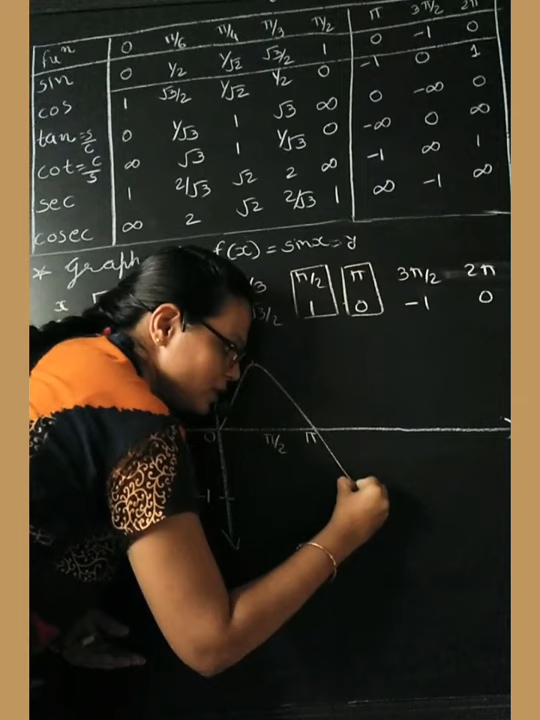 fun 0 π/6 π/4 π/3 π/2 π 3π/2 2π
sin 0 1/2 1/√2 √3/2 1 0 -1 0
cos 1 √3/2 1/√2 1/2 0 -1 0 1
tan=s/c 0 1/√3 1 √3 ∞ 0 -∞ 0
cot=c/s ∞ √3 1 1/√3 0 -∞ 0 ∞
sec 1 2/√3 √2 2 ∞ -1 ∞ 1
cosec ∞ 2 √2 2/√3 1 ∞ -1 ∞
* Graph f(x)=sinx=y
x π/2 π 3π/2 2π
√3/2 1 0 -1 0
0 π/2 π
-1